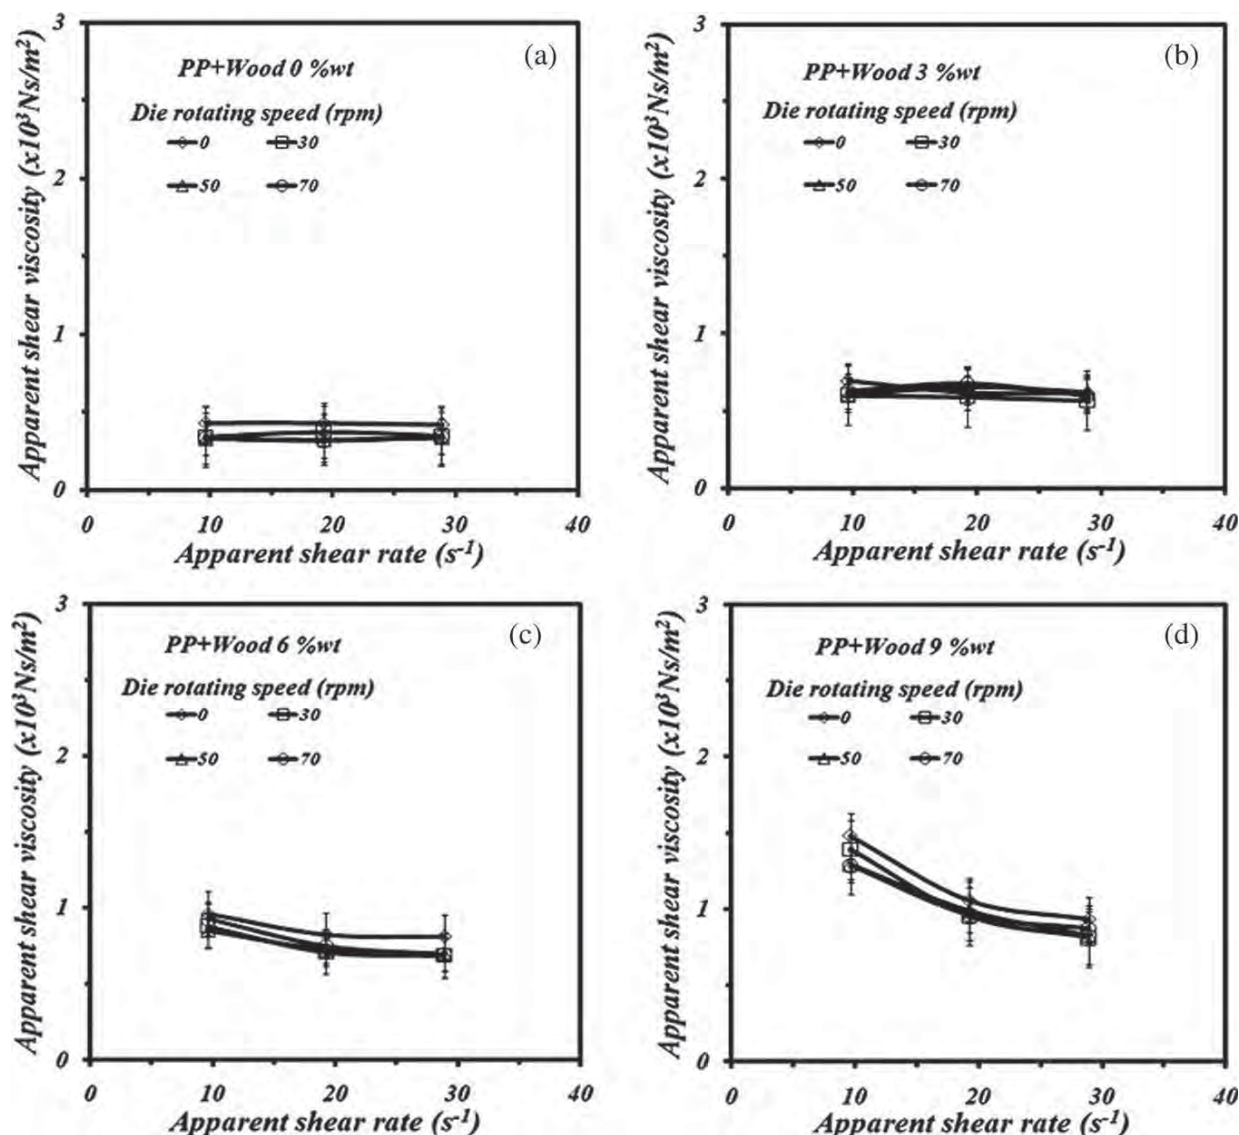 (a)
PP+Wood 0 %wt
Die rotating speed (rpm)
0 30
50 70
Apparent shear viscosity (x10³Ns/m²)
3
2
1
0
0 10 20 30 40
Apparent shear rate (s⁻¹)
(b)
PP+Wood 3 %wt
Die rotating speed (rpm)
0 30
50 70
Apparent shear viscosity (x10³Ns/m²)
3
2
1
0
0 10 20 30 40
Apparent shear rate (s⁻¹)
(c)
PP+Wood 6 %wt
Die rotating speed (rpm)
0 30
50 70
Apparent shear viscosity (x10³Ns/m²)
3
2
1
0
0 10 20 30 40
Apparent shear rate (s⁻¹)
(d)
PP+Wood 9 %wt
Die rotating speed (rpm)
0 30
50 70
Apparent shear viscosity (x10³Ns/m²)
3
2
1
0
0 10 20 30 40
Apparent shear rate (s⁻¹)